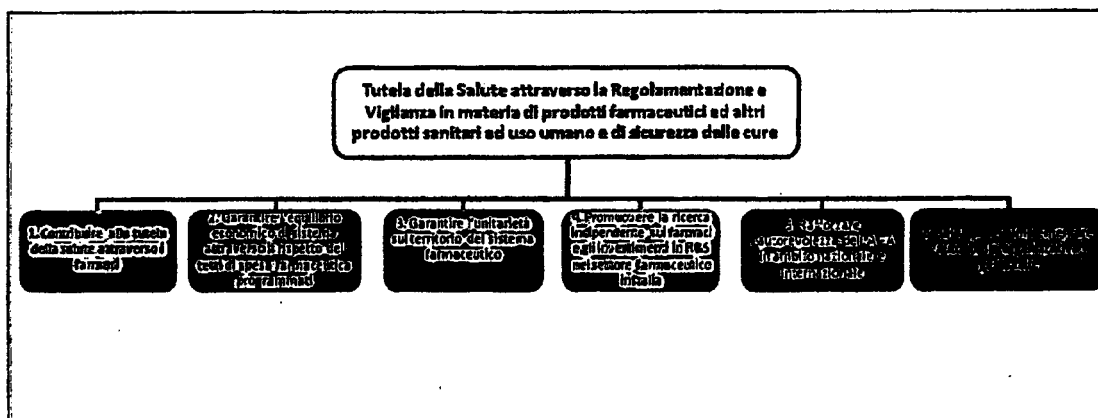 Tutela della Salute attraverso la Regolamentazione e
Vigilanza in materia di prodotti farmaceutici ed altri
prodotti sanitari ad uso umano e di sicurezza delle cure
1. Contribuire alla tutela
della salute attraverso i
farmaci
2. Garantire l'equilibrio
economico di sistema
attraverso il rispetto dei
tetti di spesa farmaceutica
programmati
3. Garantire l'unitarietà
sul territorio del Sistema
farmaceutico
4. Promuovere la ricerca
indipendente sui farmaci
e gli investimenti in R&S
nel settore farmaceutico
in Italia
5. Rafforzare
l'autorevolezza dell'
in ambito nazionale e
internazionale